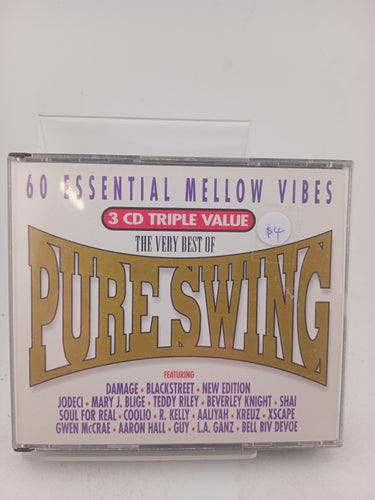 60 ESSENTIAL MELLOW VIBES
3 CD TRIPLE VALUE
THE VERY BEST OF
$4
PURE SWING
FEATURING
DAMAGE • BLACKSTREET • NEW EDITION
JODECI • MARY J. BLIGE • TEDDY RILEY • BEVERLEY KNIGHT • SHAI
SOUL FOR REAL • COOLIO • R. KELLY • AALIYAH • KREUZ • XSCAPE
GWEN McCRAE • AARON HALL • GUY • L.A. GANZ • BELL BIV DEVOE